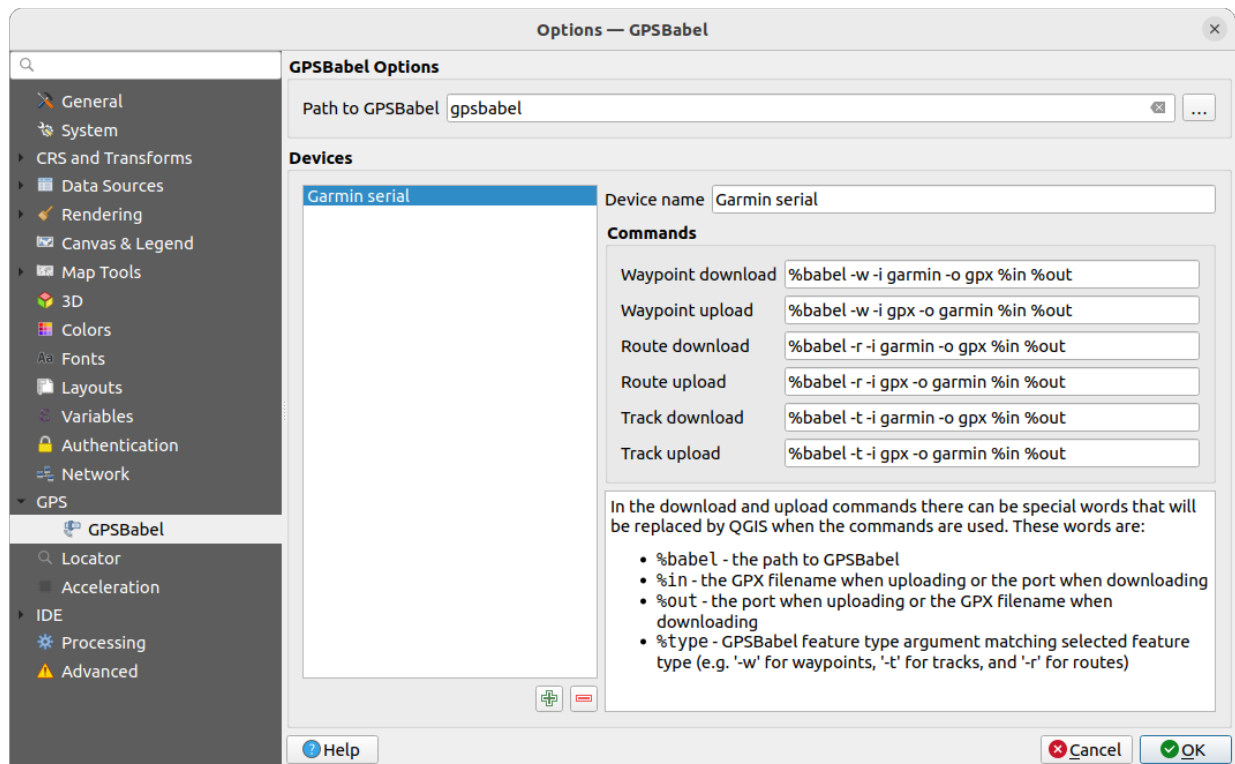 Options — GPSBabel
General
System
CRS and Transforms
Data Sources
Rendering
Canvas & Legend
Map Tools
3D
Colors
Fonts
Layouts
Variables
Authentication
Network
GPS
GPSBabel
Locator
Acceleration
IDE
Processing
Advanced
GPSBabel Options
Path to GPSBabel gpsbabel ...
Devices
Garmin serial
Device name Garmin serial
Commands
Waypoint download %babel -w -i garmin -o gpx %in %out
Waypoint upload %babel -w -i gpx -o garmin %in %out
Route download %babel -r -i garmin -o gpx %in %out
Route upload %babel -r -i gpx -o garmin %in %out
Track download %babel -t -i garmin -o gpx %in %out
Track upload %babel -t -i gpx -o garmin %in %out
In the download and upload commands there can be special words that will
be replaced by QGIS when the commands are used. These words are:
• %babel - the path to GPSBabel
• %in - the GPX filename when uploading or the port when downloading
• %out - the port when uploading or the GPX filename when
downloading
• %type - GPSBabel feature type argument matching selected feature
type (e.g. '-w' for waypoints, '-t' for tracks, and '-r' for routes)
Help
Cancel
OK